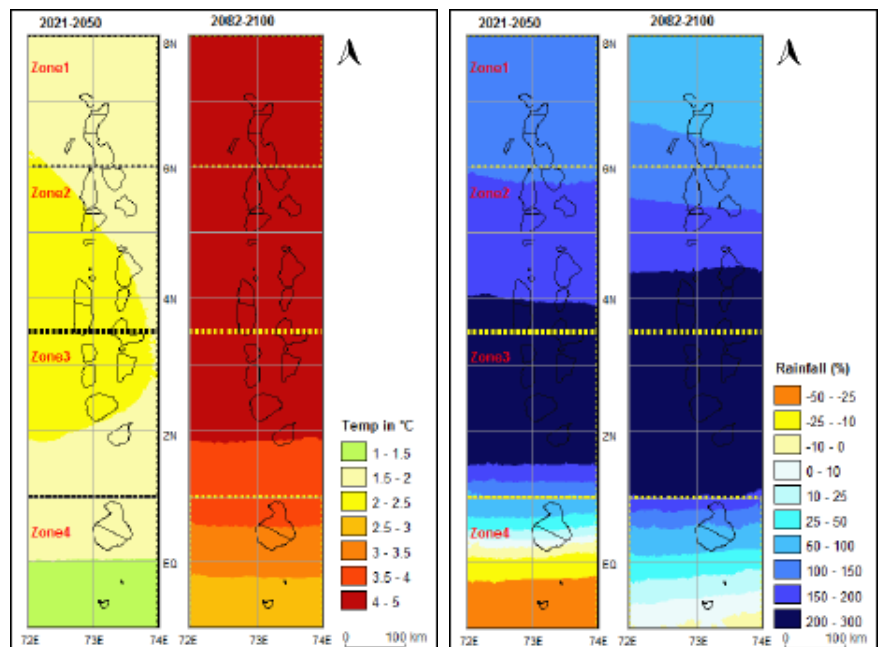 2021-2050
2082-2100
8N
Zone1
6N
Zone2
4N
Zone3
2N
Zone4
EQ
72E 73E 74E
72E 73E 74E
0 100 km
Temp in °C
1 - 1.5
1.5 - 2
2 - 2.5
2.5 - 3
3 - 3.5
3.5 - 4
4 - 5
2021-2050
2082-2100
8N
Zone1
6N
Zone2
4N
Zone3
2N
Zone4
EQ
72E 73E 74E
72E 73E 74E
0 100 km
Rainfall (%)
-50 - -25
-25 - -10
-10 - 0
0 - 10
10 - 25
25 - 50
60 - 100
100 - 150
150 - 200
200 - 300